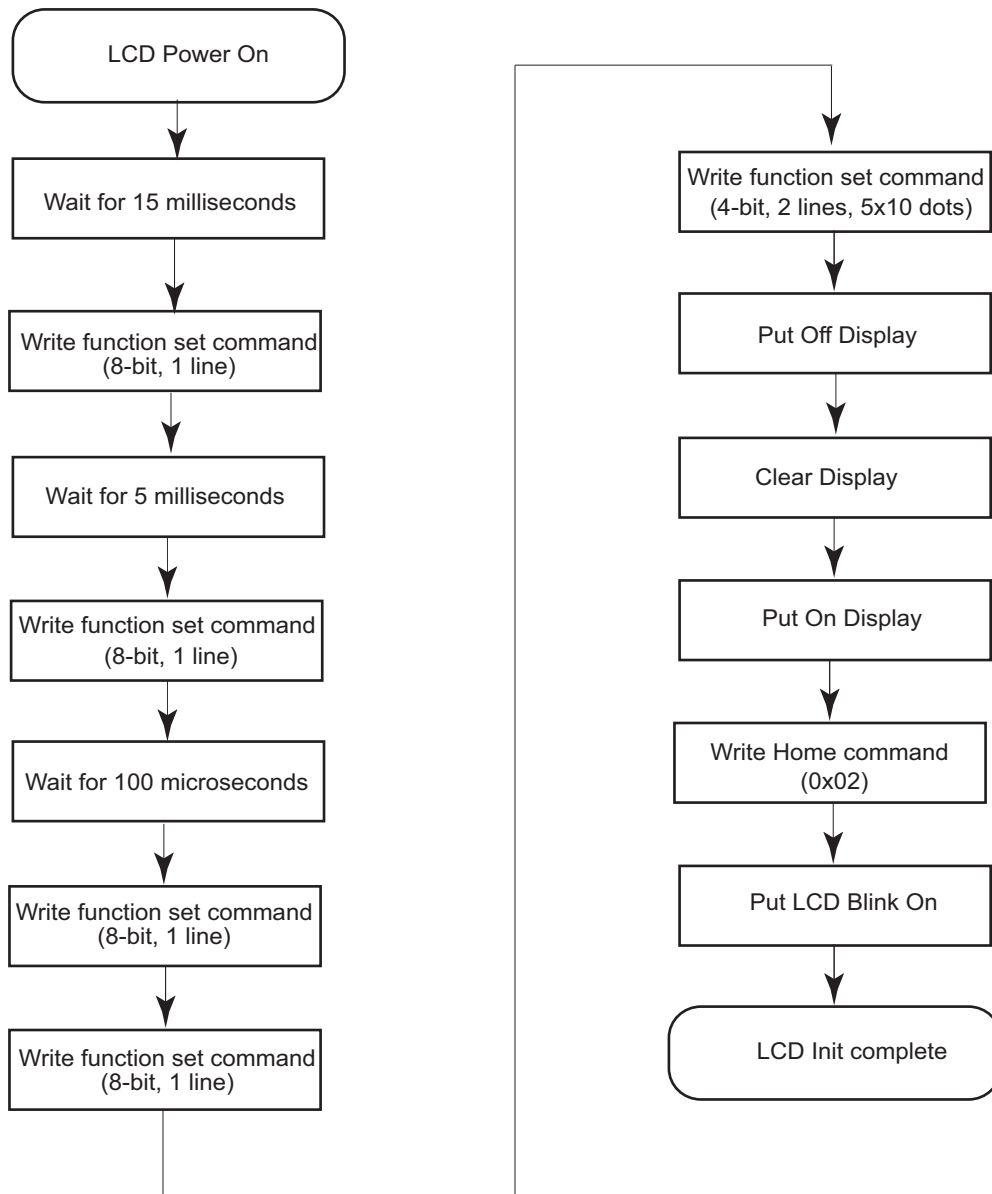 LCD Power On
Wait for 15 milliseconds
Write function set command
(8-bit, 1 line)
Wait for 5 milliseconds
Write function set command
(8-bit, 1 line)
Wait for 100 microseconds
Write function set command
(8-bit, 1 line)
Write function set command
(8-bit, 1 line)
Write function set command
(4-bit, 2 lines, 5x10 dots)
Put Off Display
Clear Display
Put On Display
Write Home command
(0x02)
Put LCD Blink On
LCD Init complete